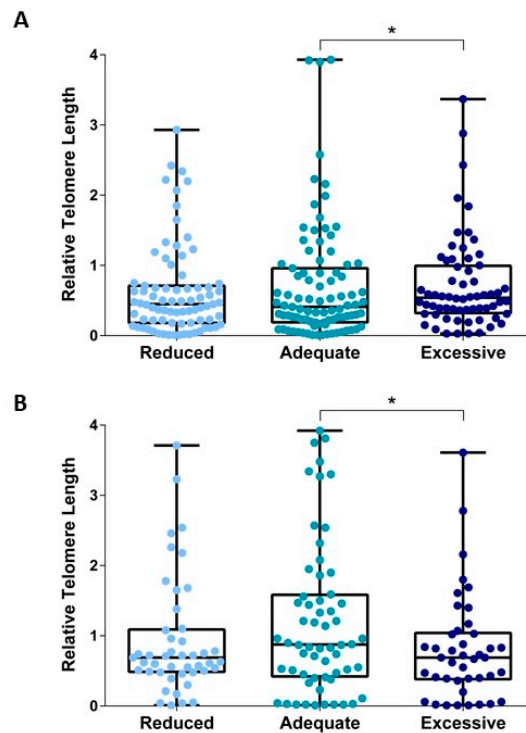 A
*
Relative Telomere Length
4
3
2
1
0
Reduced Adequate Excessive
B
*
Relative Telomere Length
4
3
2
1
0
Reduced Adequate Excessive